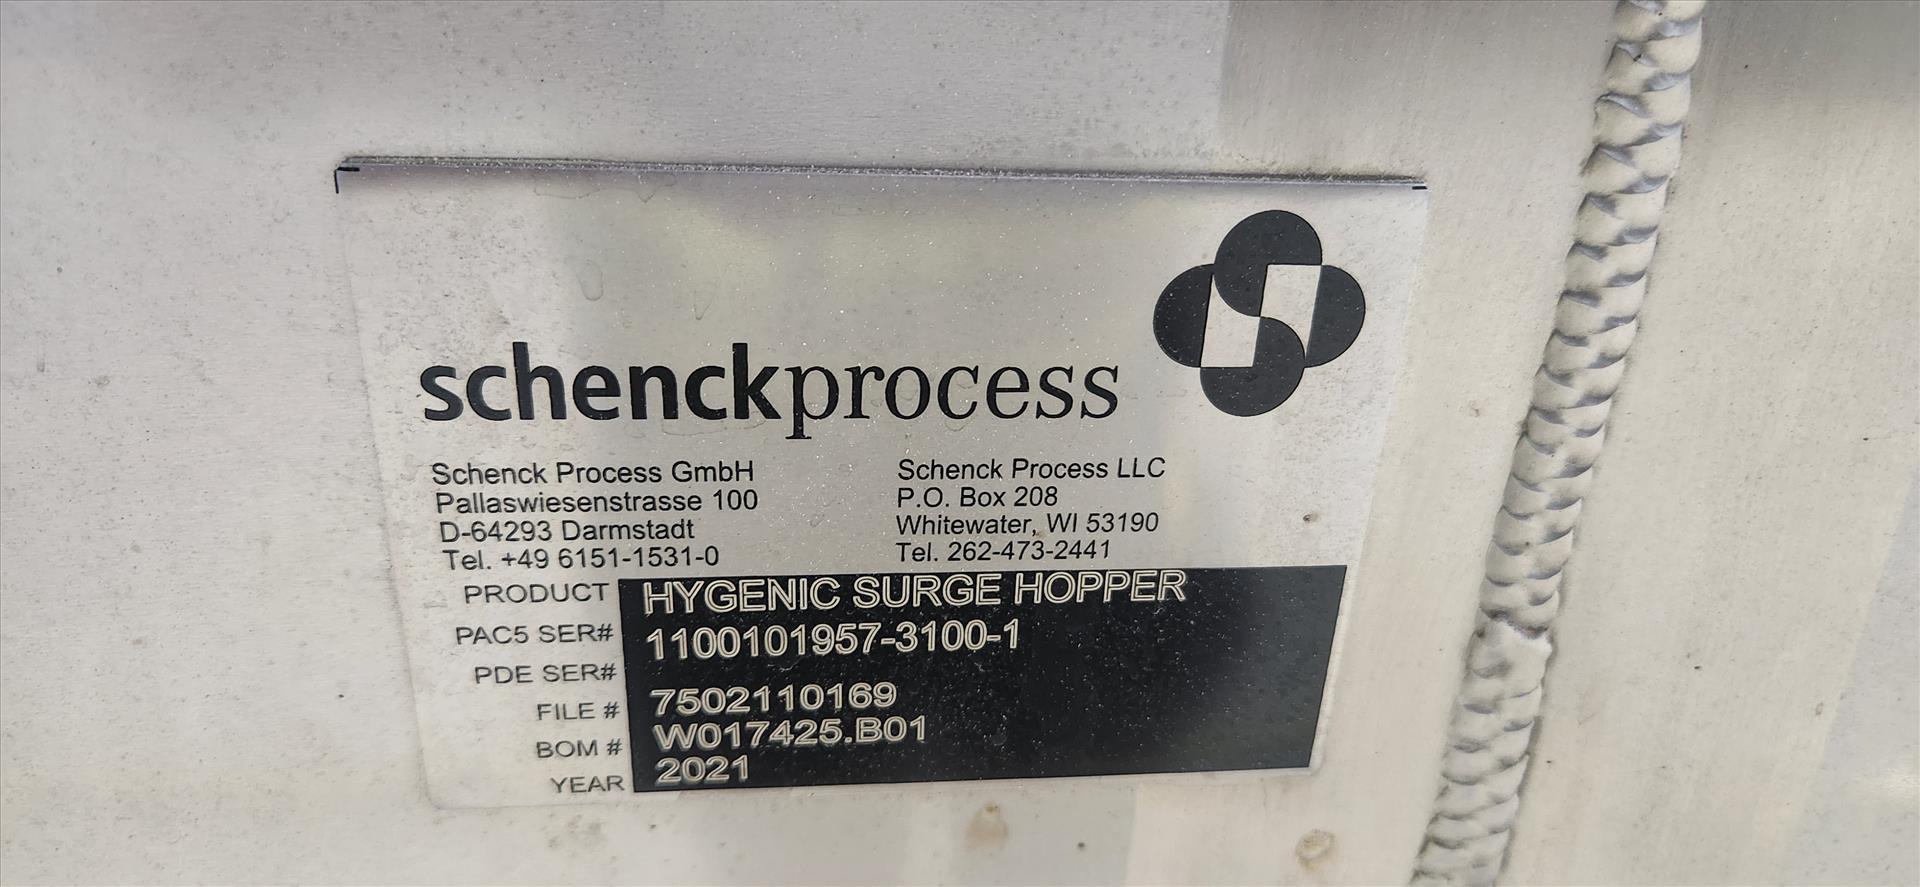 schenckprocess
Schenck Process GmbH
Pallaswiesenstrasse 100
D-64293 Darmstadt
Tel. +49 6151-1531-0
Schenck Process LLC
P.O. Box 208
Whitewater, WI 53190
Tel. 262-473-2441
PRODUCT HYGENIC SURGE HOPPER
PAC5 SER# 1100101957-3100-1
PDE SER#
FILE # 7502110169
BOM # W017425.B01
YEAR 2021